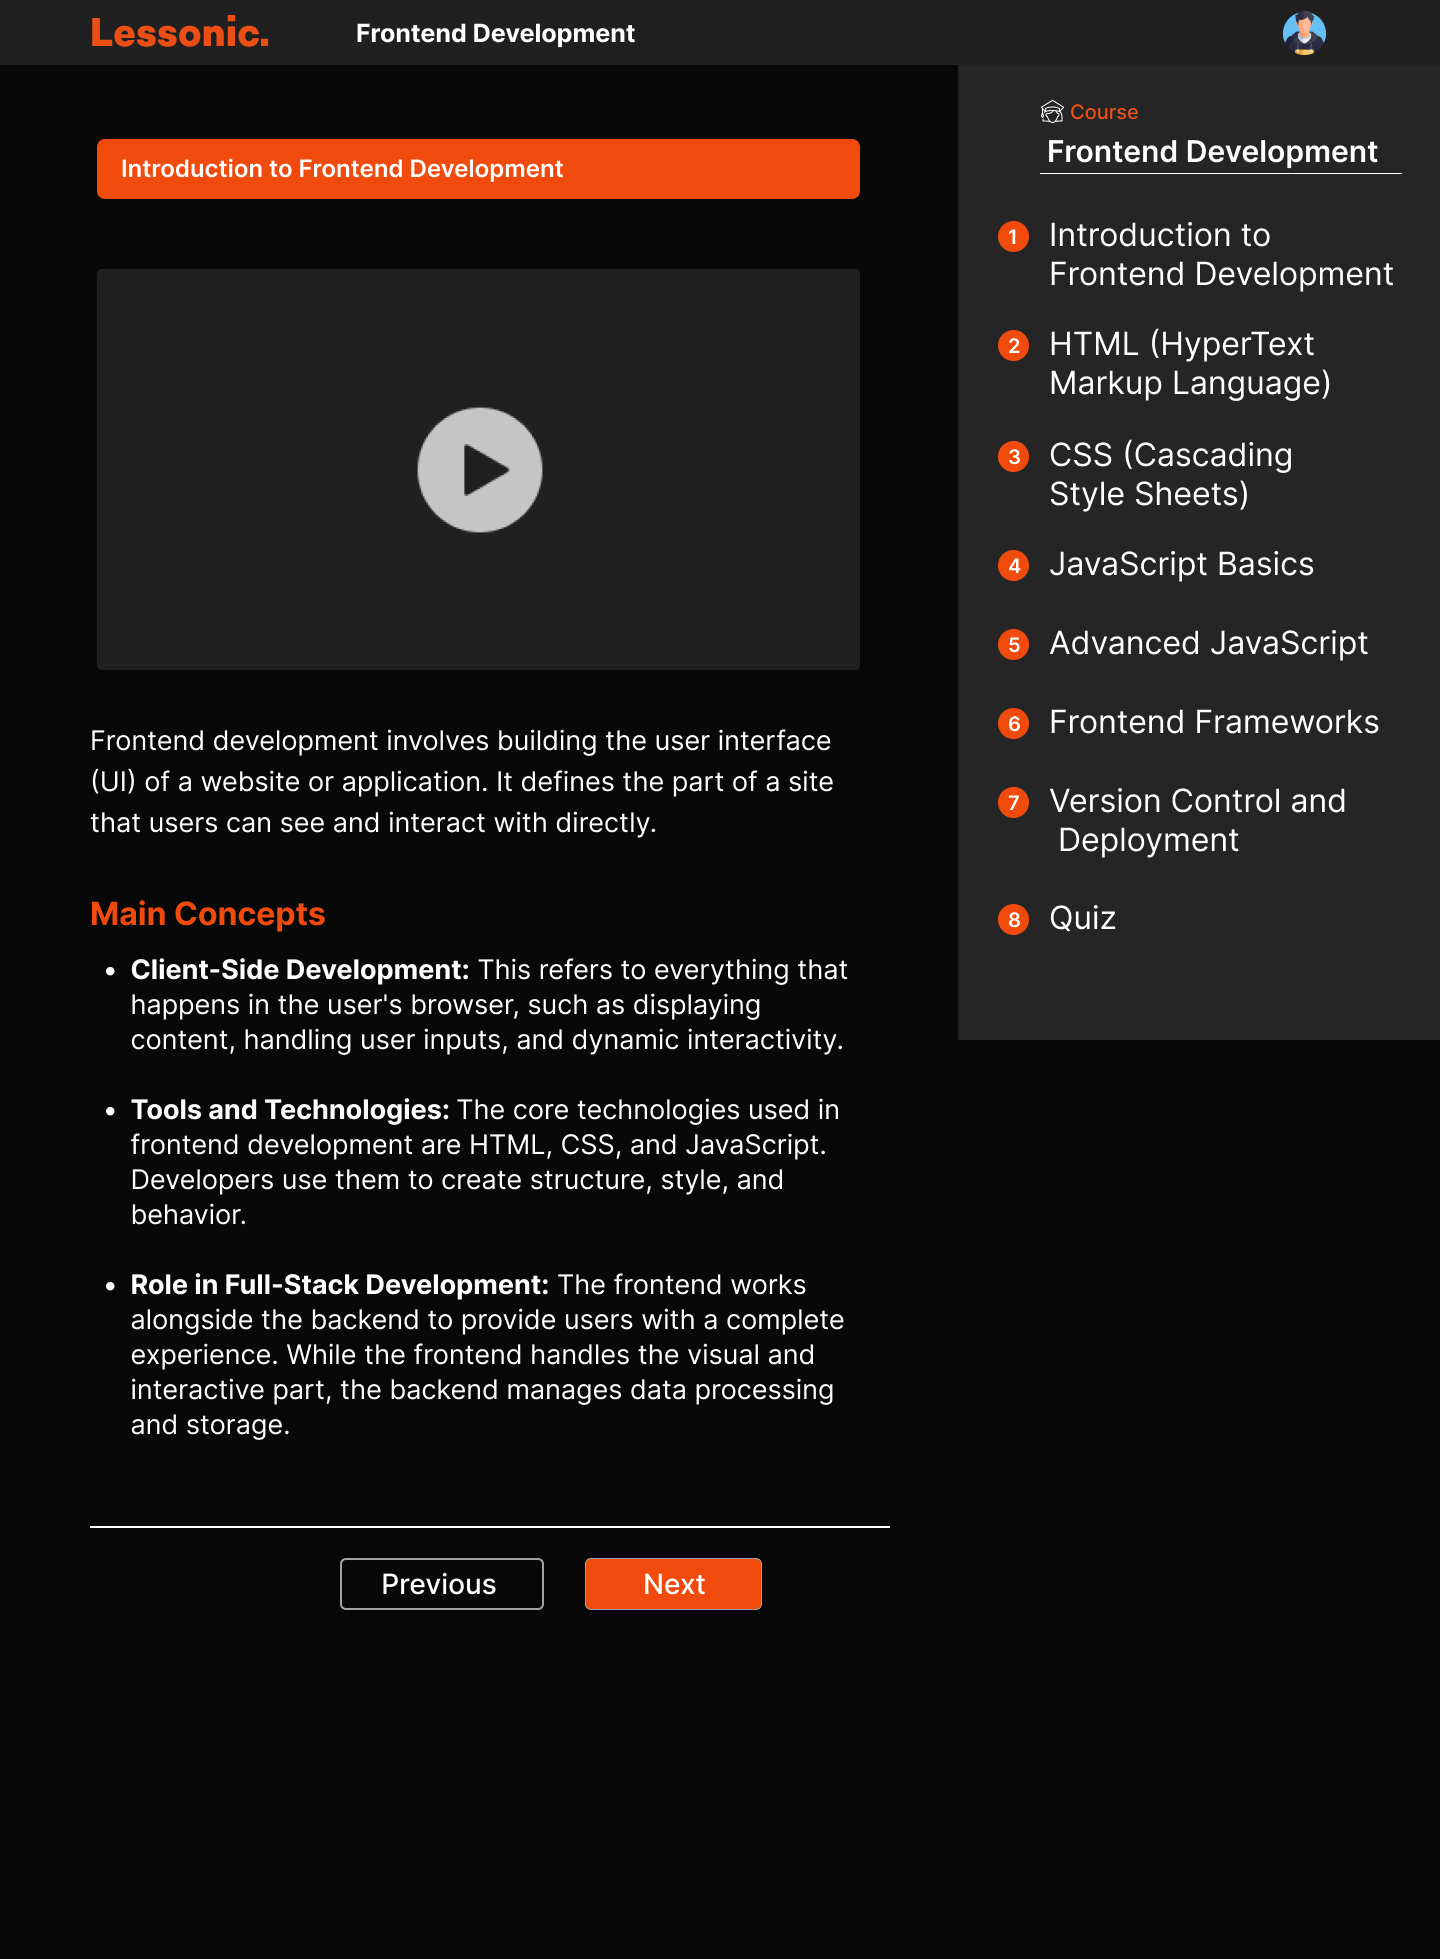 Lessonic.
Frontend Development
Introduction to Frontend Development
Frontend development involves building the user interface
(UI) of a website or application. It defines the part of a site
that users can see and interact with directly.
Main Concepts
• Client-Side Development: This refers to everything that
happens in the user's browser, such as displaying
content, handling user inputs, and dynamic interactivity.
• Tools and Technologies: The core technologies used in
frontend development are HTML, CSS, and JavaScript.
Developers use them to create structure, style, and
behavior.
• Role in Full-Stack Development: The frontend works
alongside the backend to provide users with a complete
experience. While the frontend handles the visual and
interactive part, the backend manages data processing
and storage.
Previous
Next
Course
Frontend Development
1 Introduction to
Frontend Development
2 HTML (HyperText
Markup Language)
3 CSS (Cascading
Style Sheets)
4 JavaScript Basics
5 Advanced JavaScript
6 Frontend Frameworks
7 Version Control and
Deployment
8 Quiz